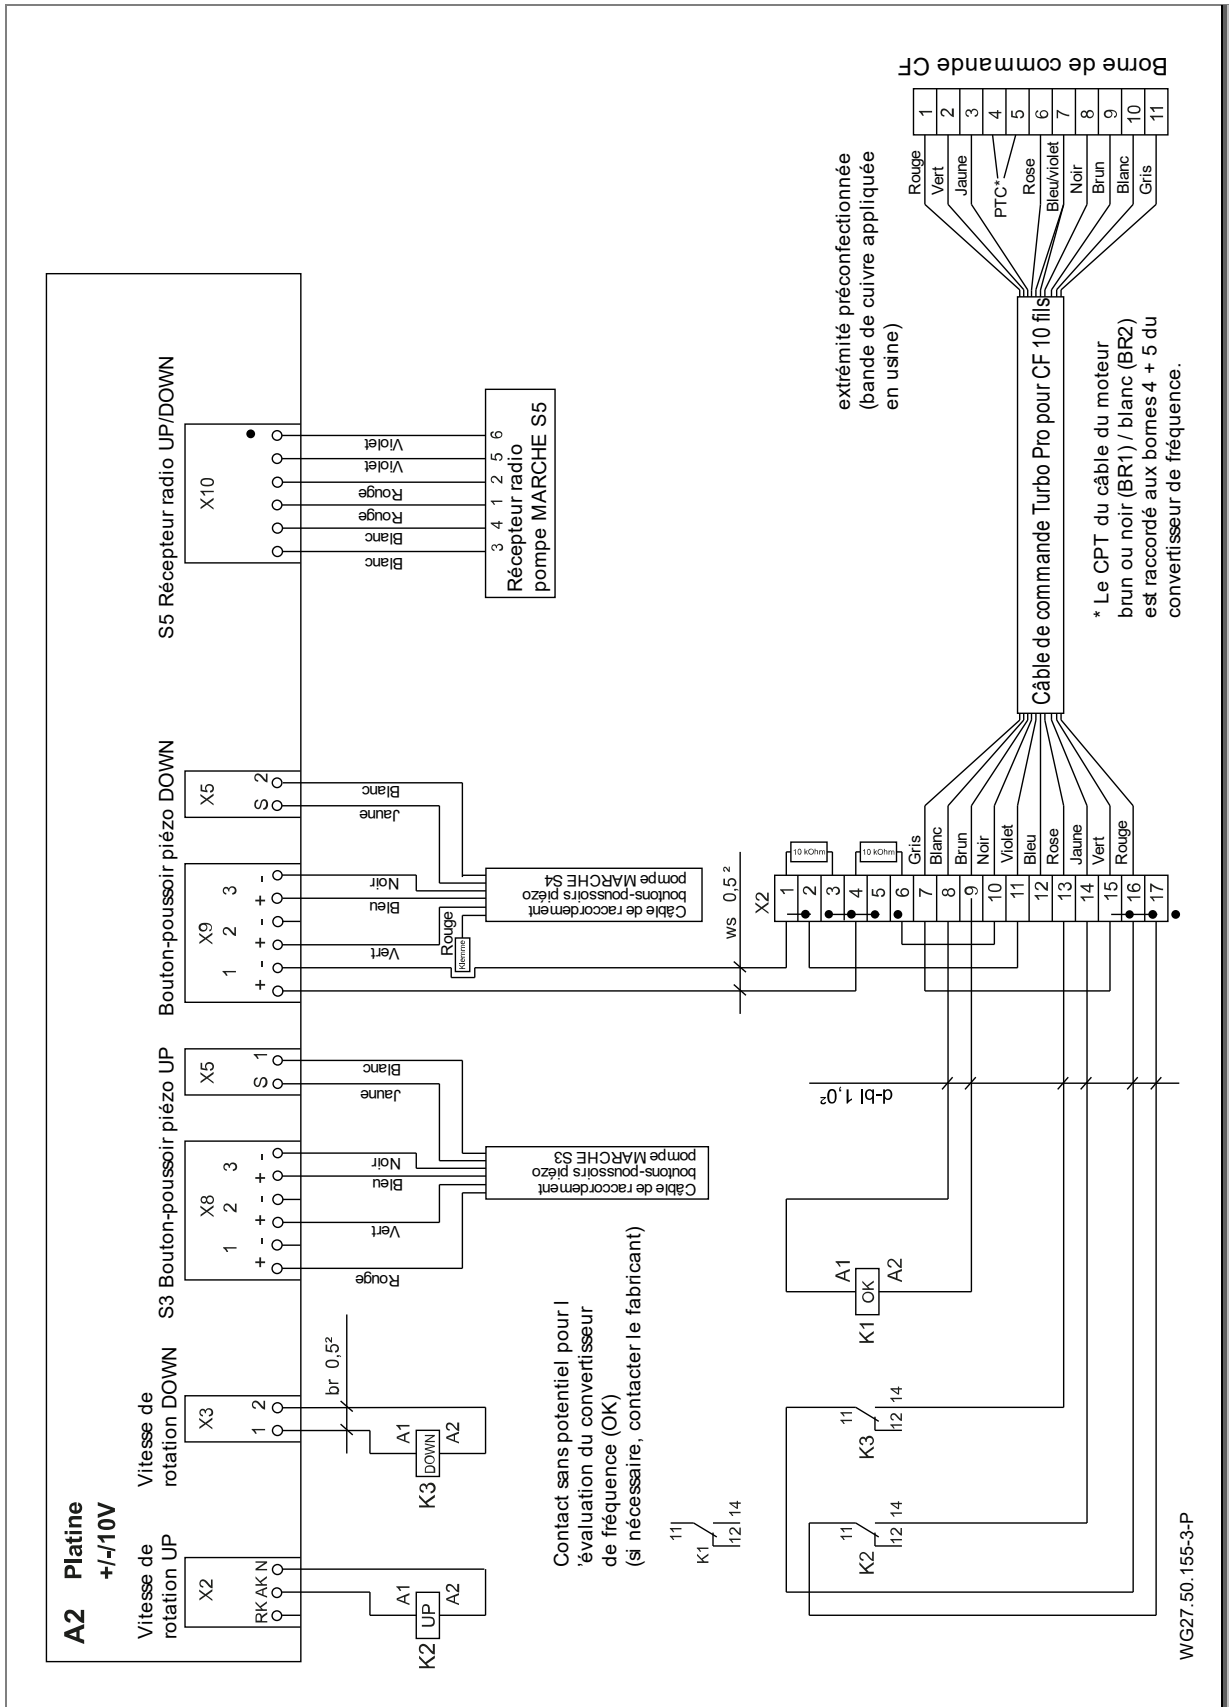 A2 Platine
+/-/10V
Vitesse de
rotation UP
X2
RK AK N
K2
UP
A1
A2
Vitesse de
rotation DOWN
X3
1 2
br 0,5²
K3
DOWN
A1
A2
S3 Bouton-poussoir piézo UP
X8
1 2 3
+ - + - + -
Rouge
Vert
Bleu
Noir
X5
S 1
Jaune
Blanc
Câble de raccordement
boutons-poussoirs piézo
pompe MARCHE S3
Bouton-poussoir piézo DOWN
X9
1 2 3
+ - + - + -
Vert
Rouge
Klemme
Bleu
Noir
X5
S 2
Jaune
Blanc
Câble de raccordement
boutons-poussoirs piézo
pompe MARCHE S4
S5 Récepteur radio UP/DOWN
X10
Blanc
Blanc
Rouge
Rouge
Violet
Violet
3 4 1 2 5 6
Récepteur radio
pompe MARCHE S5
Contact sans potentiel pour l
'évaluation du convertisseur
de fréquence (OK)
(si nécessaire, contacter le fabricant)
K1
11
12 14
ws 0,5²
X2
1
2
3
4
5
6
7
8
9
10
11
12
13
14
15
16
17
10 kOhm
10 kOhm
Gris
Blanc
Brun
Noir
Violet
Bleu
Rose
Jaune
Vert
Rouge
d-bl 1,0²
K1
OK
A1
A2
K3
11
12 14
K2
11
12 14
Câble de commande Turbo Pro pour CF 10 fils
extrémité préconfectionnée
(bande de cuivre appliquée
en usine)
Rouge
Vert
Jaune
PTC*
Rose
Bleu/violet
Noir
Brun
Blanc
Gris
1
2
3
4
5
6
7
8
9
10
11
Borne de commande CF
* Le CPT du câble du moteur
brun ou noir (BR1) / blanc (BR2)
est raccordé aux bornes 4 + 5 du
convertisseur de fréquence.
WG27.50.155-3-P